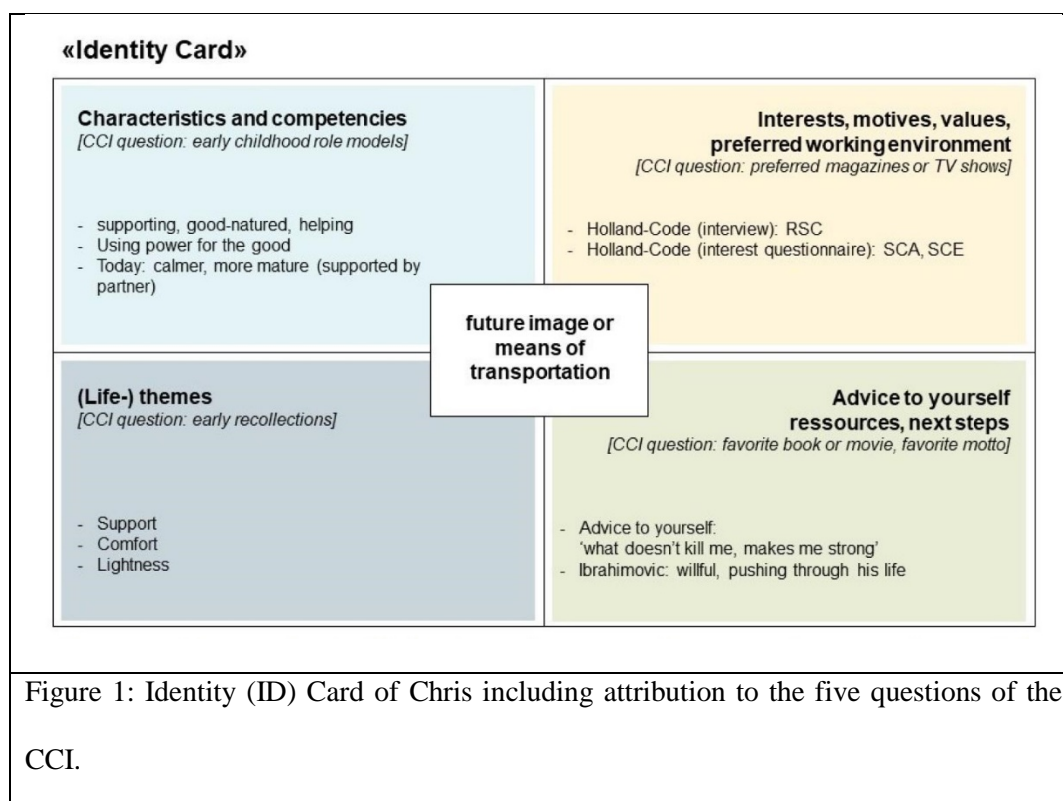 «Identity Card»
Characteristics and competencies
[CCI question: early childhood role models]
- supporting, good-natured, helping
- Using power for the good
- Today: calmer, more mature (supported by
partner)
Interests, motives, values,
preferred working environment
[CCI question: preferred magazines or TV shows]
- Holland-Code (interview): RSC
- Holland-Code (interest questionnaire): SCA, SCE
future image or
means of
transportation
(Life-) themes
[CCI question: early recollections]
- Support
- Comfort
- Lightness
Advice to yourself
ressources, next steps
[CCI question: favorite book or movie, favorite motto]
- Advice to yourself:
‘what doesn’t kill me, makes me strong’
- Ibrahimovic: willful, pushing through his life
Figure 1: Identity (ID) Card of Chris including attribution to the five questions of the
CCI.